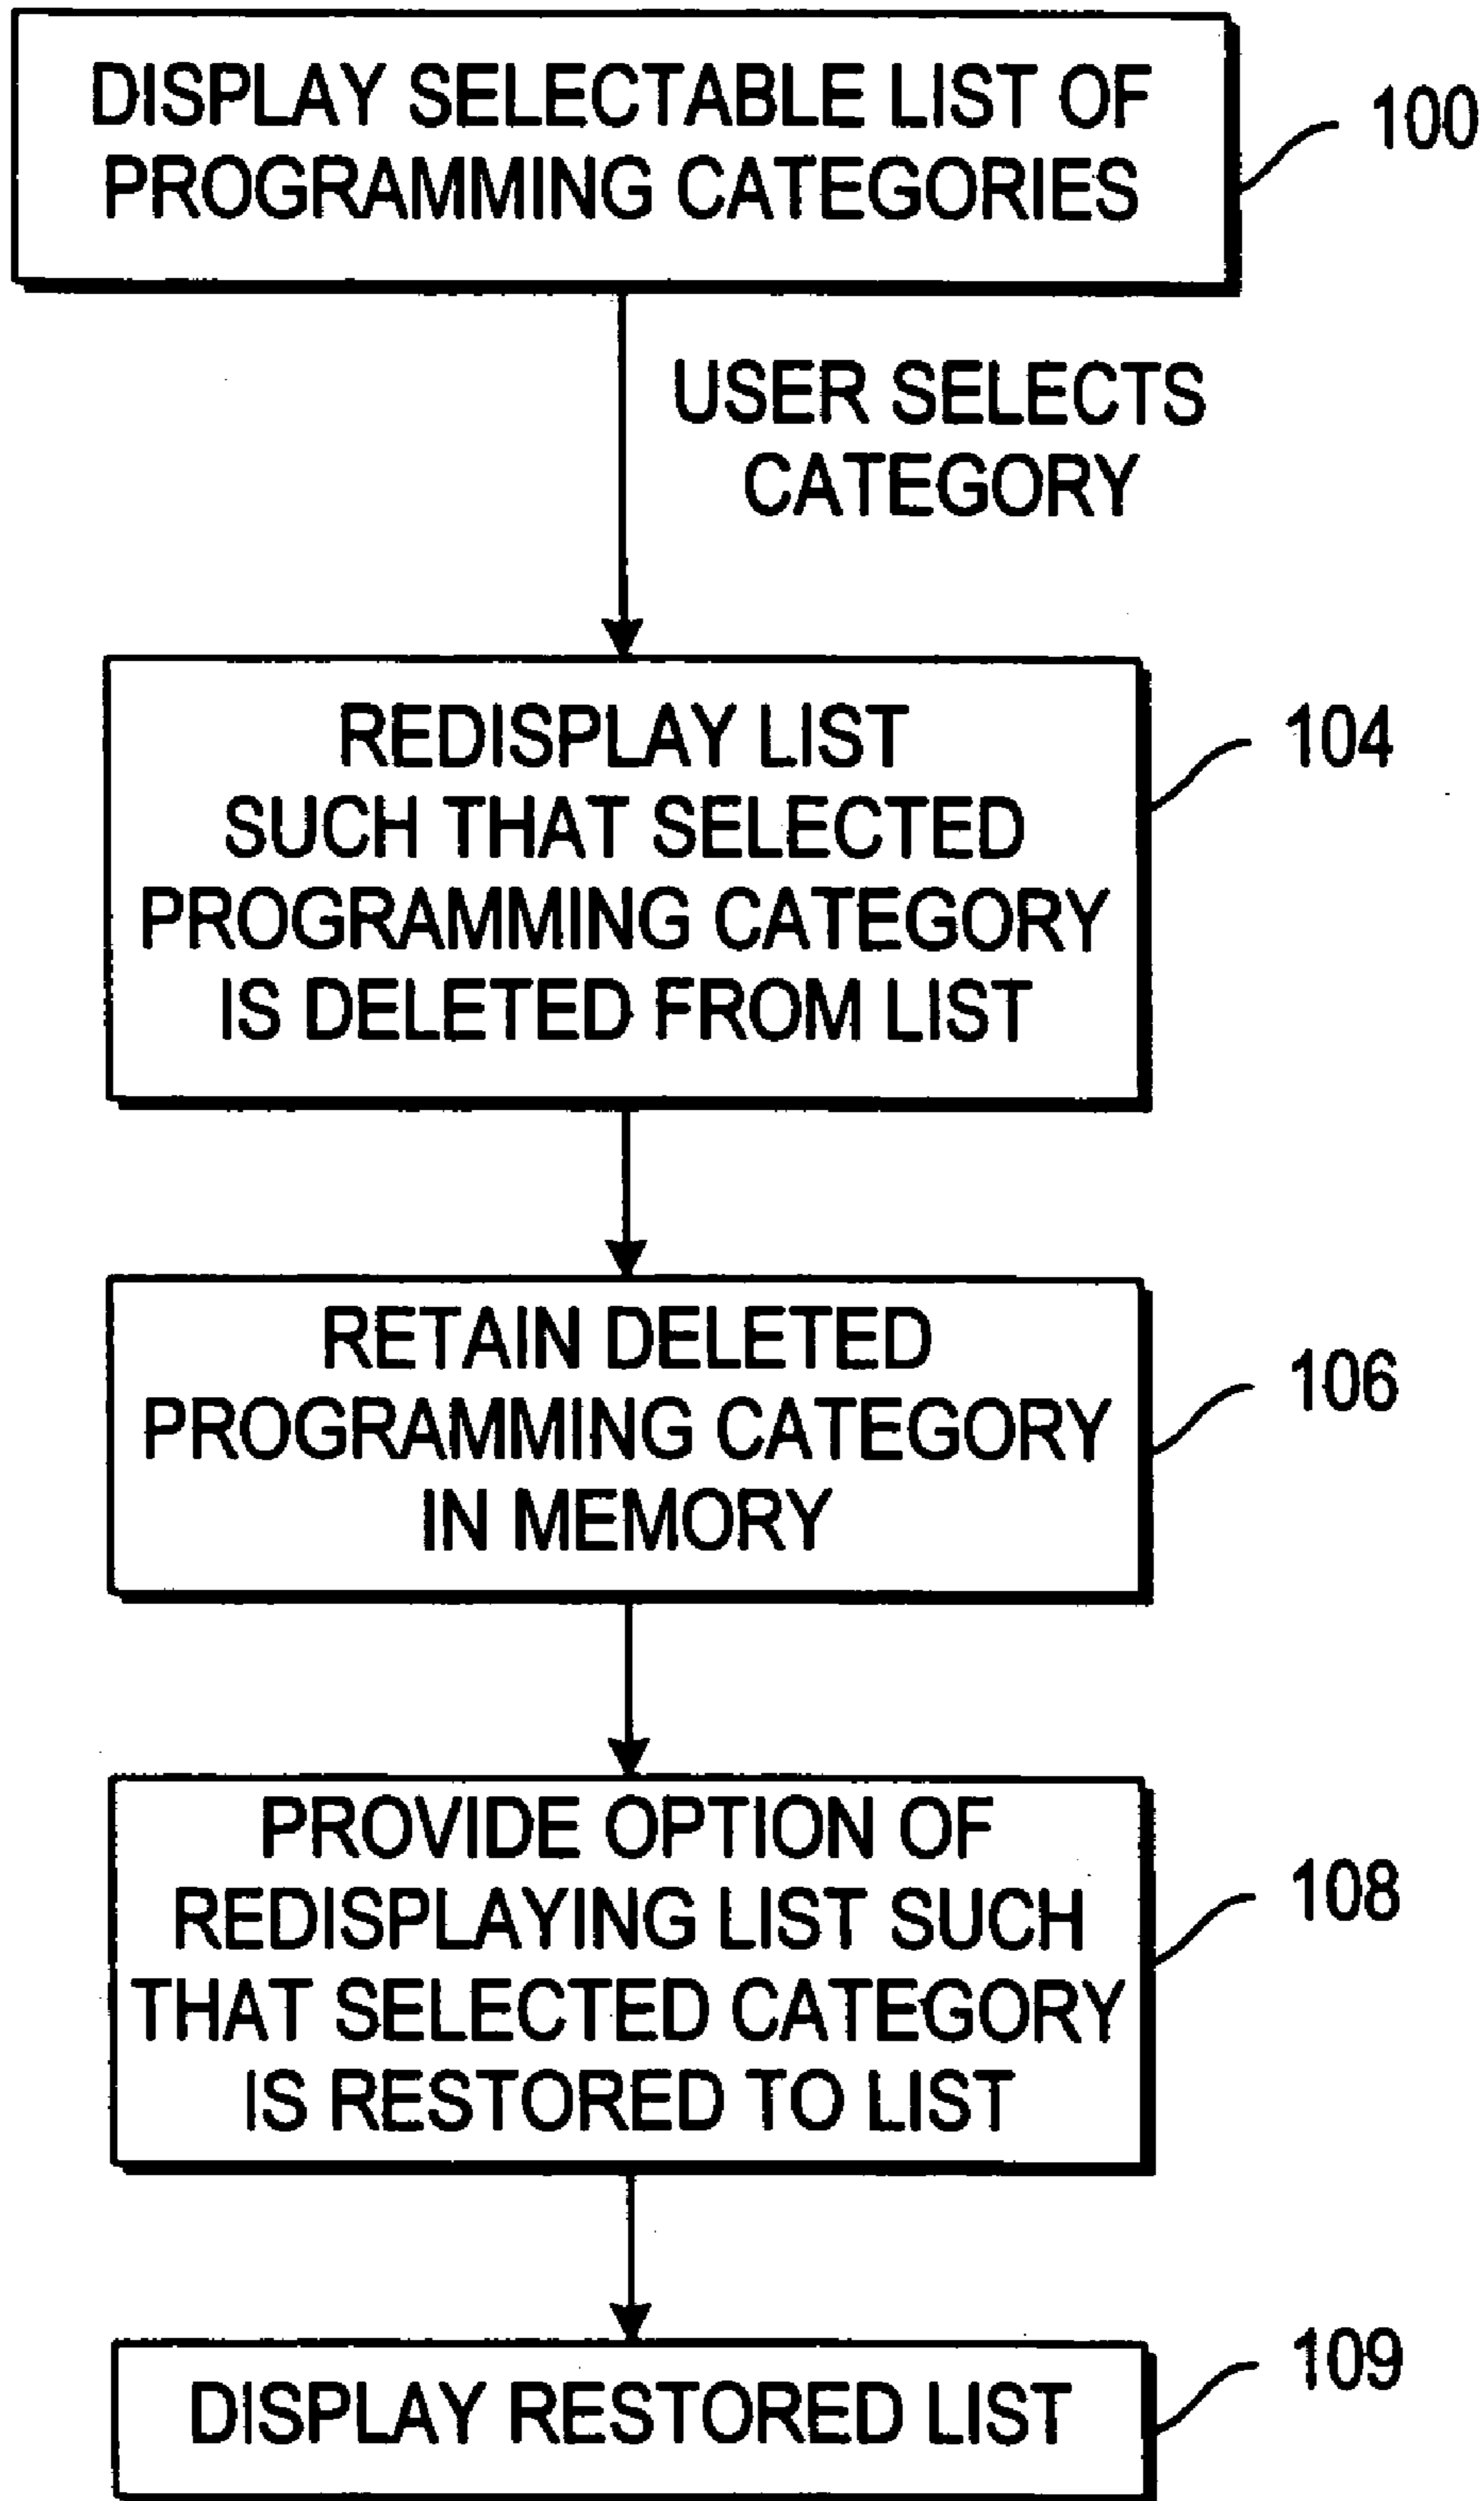 DISPLAY SELECTABLE LIST OF
PROGRAMMING CATEGORIES
100
USER SELECTS
CATEGORY
REDISPLAY LIST
SUCH THAT SELECTED
PROGRAMMING CATEGORY
IS DELETED FROM LIST
104
RETAIN DELETED
PROGRAMMING CATEGORY
IN MEMORY
106
PROVIDE OPTION OF
REDISPLAYING LIST SUCH
THAT SELECTED CATEGORY
IS RESTORED TO LIST
108
DISPLAY RESTORED LIST
109